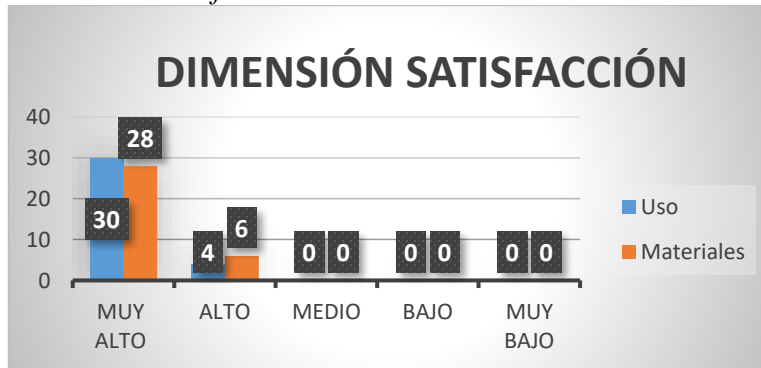 DIMENSIÓN SATISFACCIÓN
40
30
20
10
0
30
28
4
6
0 0
0 0
0 0
MUY ALTO
ALTO
MEDIO
BAJO
MUY BAJO
Uso
Materiales